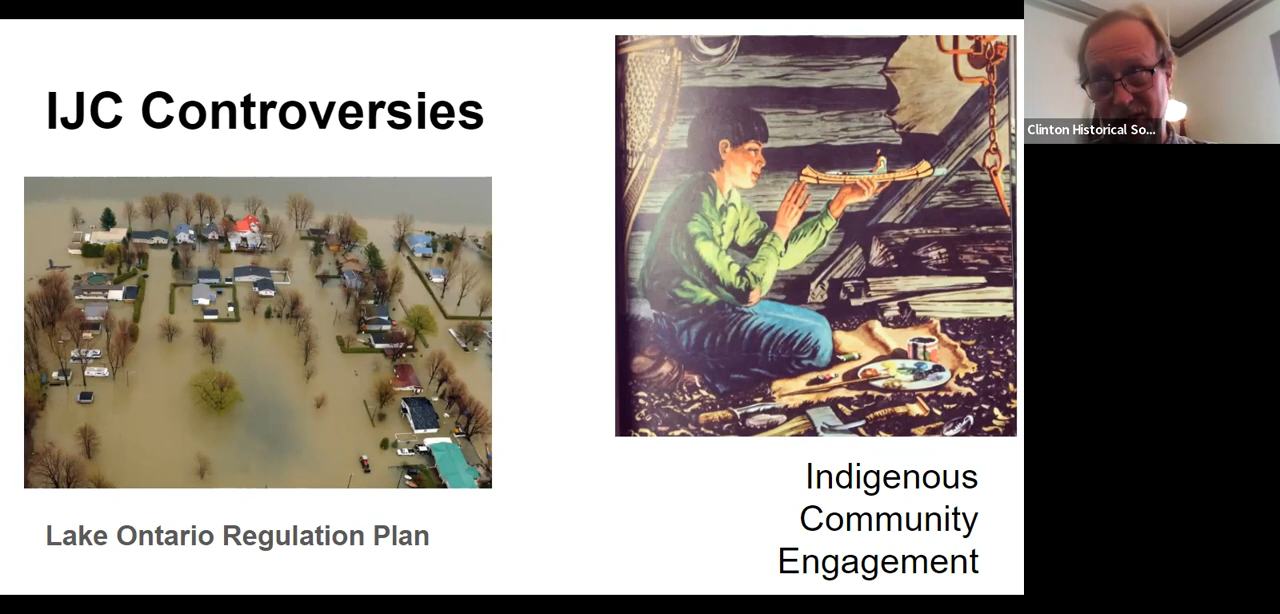 IJC Controversies
Clinton Historical So...
Lake Ontario Regulation Plan
Indigenous
Community
Engagement